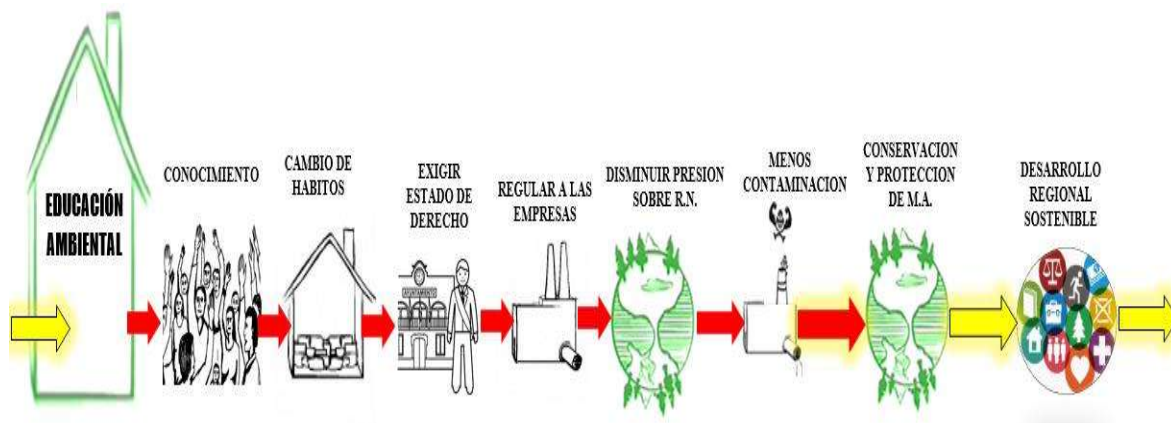 EDUCACIÓN
AMBIENTAL
CONOCIMIENTO
CAMBIO DE
HABITOS
EXIGIR
ESTADO DE
DERECHO
AYUNTAMIENTO
REGULAR A LAS
EMPRESAS
DISMINUIR PRESION
SOBRE R.N.
MENOS
CONTAMINACION
CONSERVACION
Y PROTECCION
DE M.A.
DESARROLLO
REGIONAL
SOSTENIBLE